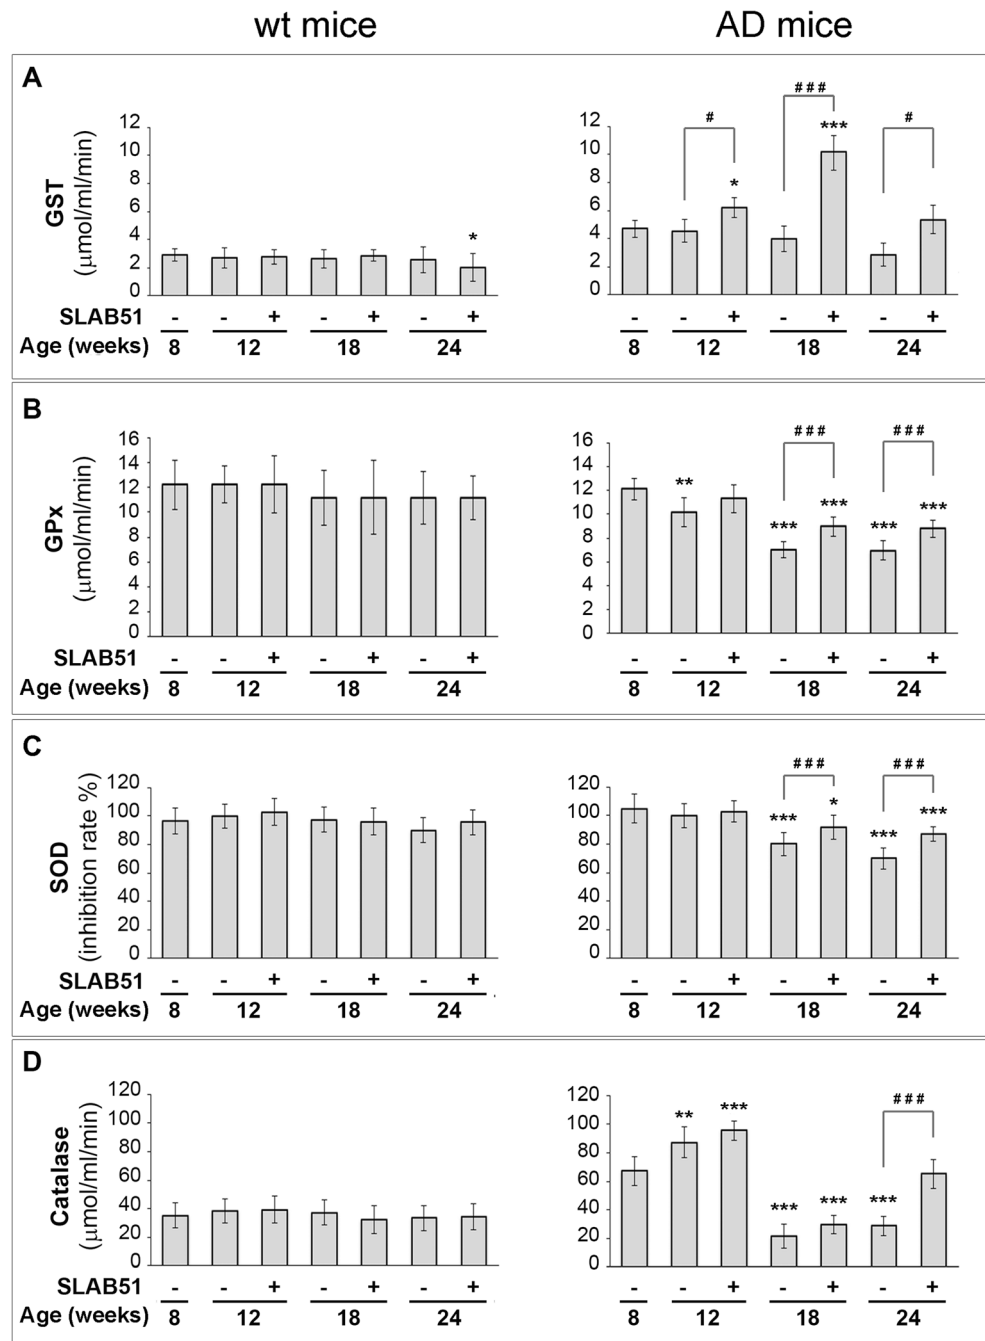 wt mice AD mice
A
GST
(µmol/ml/min)
12
10
8
6
4
2
0
*
SLAB51 - - + - + - +
Age (weeks) 8 12 18 24
12
10
8
6
4
2
0
#
# # #
#
*
***
- - + - + - +
8 12 18 24
B
GPx
(µmol/ml/min)
16
14
12
10
8
6
4
2
0
SLAB51 - - + - + - +
Age (weeks) 8 12 18 24
16
14
12
10
8
6
4
2
0
# # #
# # #
**
***
***
***
***
- - + - + - +
8 12 18 24
C
SOD
(inhibition rate %)
120
100
80
60
40
20
0
SLAB51 - - + - + - +
Age (weeks) 8 12 18 24
120
100
80
60
40
20
0
# # #
# # #
***
*
***
***
- - + - + - +
8 12 18 24
D
Catalase
(µmol/ml/min)
120
100
80
60
40
20
0
SLAB51 - - + - + - +
Age (weeks) 8 12 18 24
120
100
80
60
40
20
0
# # #
**
***
***
***
***
- - + - + - +
8 12 18 24